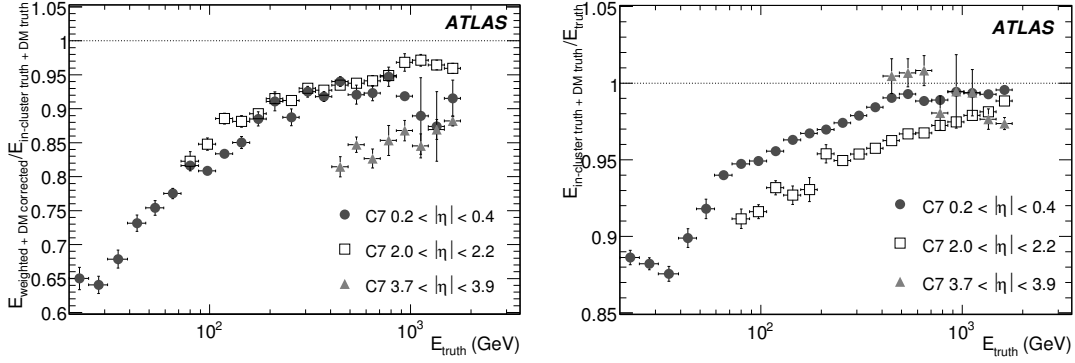 E_weighted + DM corrected/E_in-cluster truth + DM truth
1.05
1
0.95
0.9
0.85
0.8
0.75
0.7
0.65
0.6
ATLAS
C7 0.2 < |η| < 0.4
C7 2.0 < |η| < 2.2
C7 3.7 < |η| < 3.9
10^2
10^3
E_truth (GeV)
E_in-cluster truth + DM truth/E_truth
1.05
1
0.95
0.9
0.85
ATLAS
C7 0.2 < |η| < 0.4
C7 2.0 < |η| < 2.2
C7 3.7 < |η| < 3.9
10^2
10^3
E_truth (GeV)